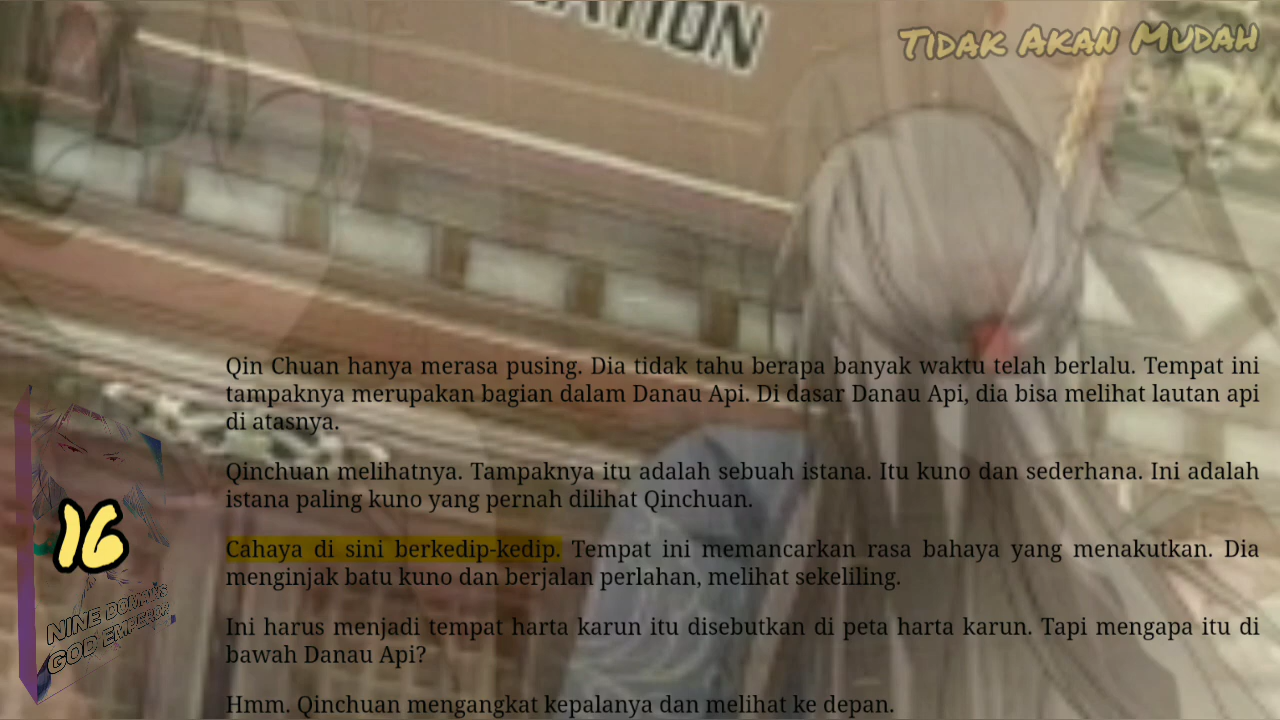 TIDAK AKAN MUDAH
Qin Chuan hanya merasa pusing. Dia tidak tahu berapa banyak waktu telah berlalu. Tempat ini
tampaknya merupakan bagian dalam Danau Api. Di dasar Danau Api, dia bisa melihat lautan api
di atasnya.
Qinchuan melihatnya. Tampaknya itu adalah sebuah istana. Itu kuno dan sederhana. Ini adalah
istana paling kuno yang pernah dilihat Qinchuan.
Cahaya di sini berkedip-kedip. Tempat ini memancarkan rasa bahaya yang menakutkan. Dia
menginjak batu kuno dan berjalan perlahan, melihat sekeliling.
Ini harus menjadi tempat harta karun itu disebutkan di peta harta karun. Tapi mengapa itu di
bawah Danau Api?
Hmm. Qinchuan mengangkat kepalanya dan melihat ke depan.
16
NINE DOMAINS
GOD EMPEROR